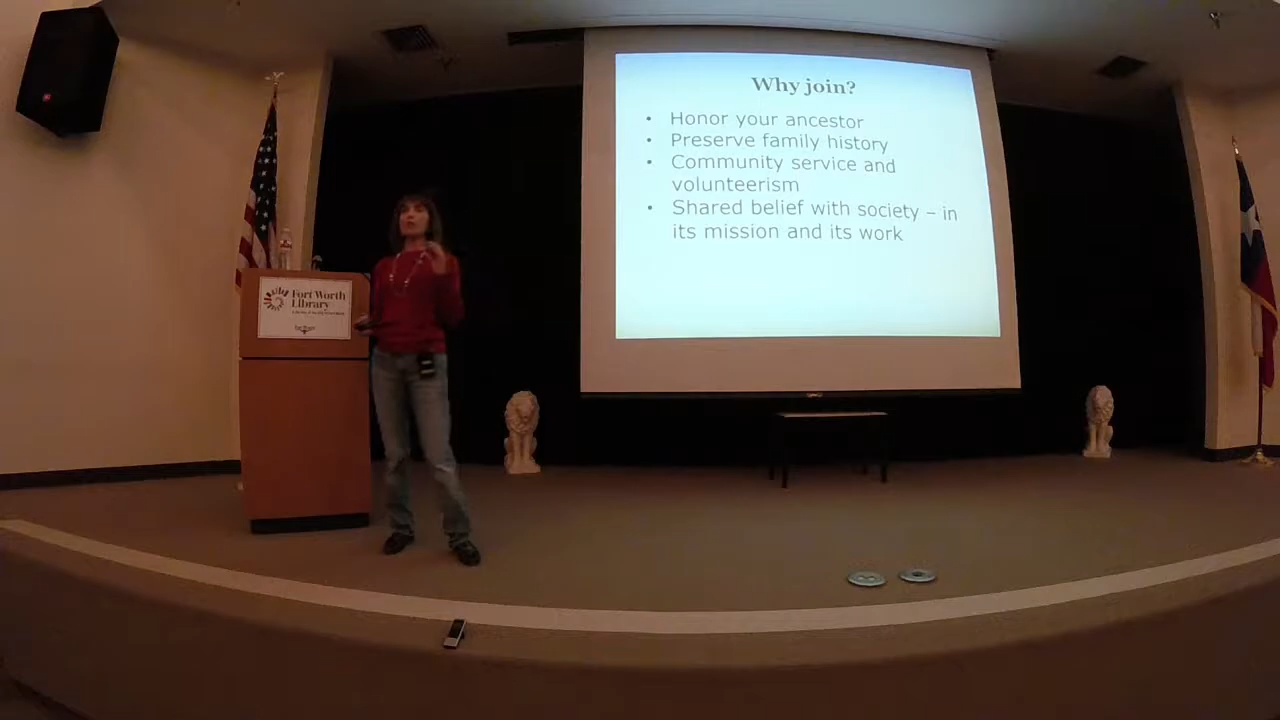 Why join?
• Honor your ancestor
• Preserve family history
• Community service and
volunteerism
• Shared belief with society – in
its mission and its work
Fort Worth
Library